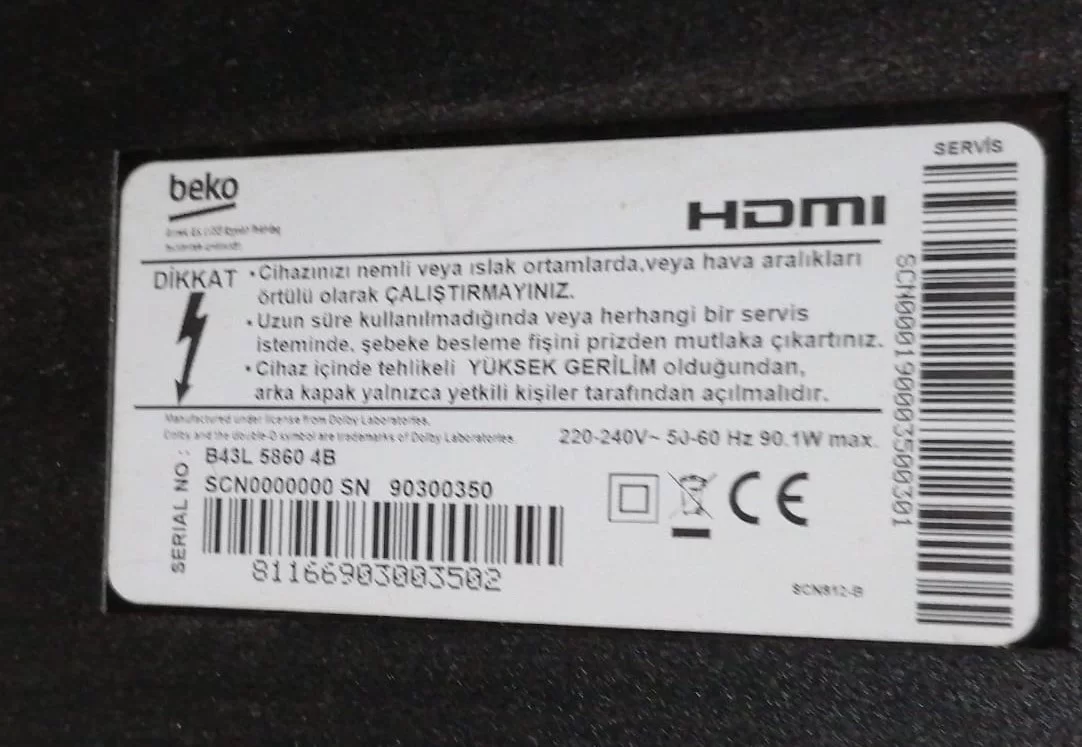 beko
HDMI
DİKKAT
•Cihazınızı nemli veya ıslak ortamlarda,veya hava aralıkları
örtülü olarak ÇALIŞTIRMAYINIZ.
•Uzun süre kullanılmadığında veya herhangi bir servis
isteminde, şebeke besleme fişini prizden mutlaka çıkartınız.
•Cihaz içinde tehlikeli YÜKSEK GERİLİM olduğundan,
arka kapak yalnızca yetkili kişiler tarafından açılmalıdır.
Manufactured under license from Dolby Laboratories.
Dolby and the double-D symbol are trademarks of Dolby Laboratories.
220-240V~ 50-60 Hz 90.1W max.
SERIAL NO :
B43L 5860 4B
SCN0000000 SN 90300350
81166903003502
CE
SCN812-B
SERVİS
SCN000190003500301